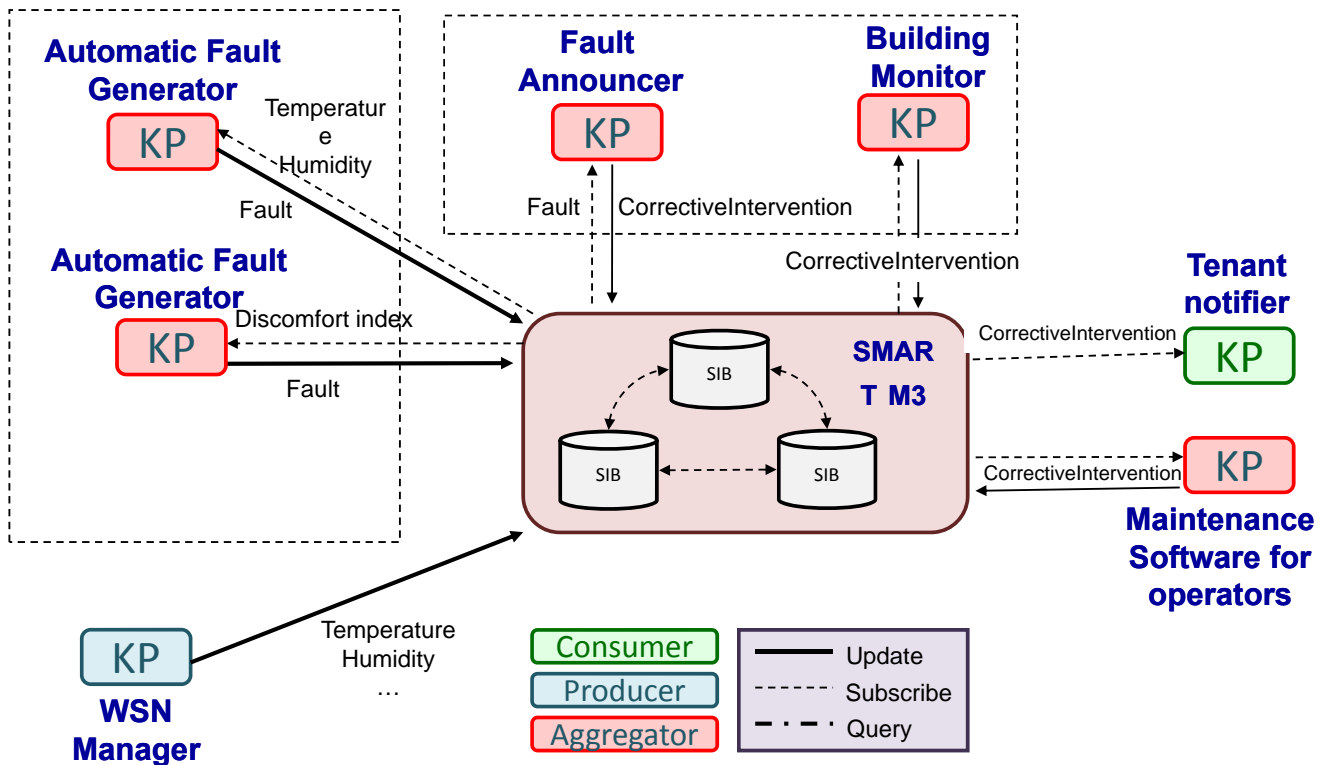 Automatic Fault
Generator
KP
Temperatur
e
Humidity
Fault
Automatic Fault
Generator
KP
Discomfort index
Fault
Fault
Announcer
KP
Fault
CorrectiveIntervention
Building
Monitor
KP
CorrectiveIntervention
SMAR
T M3
SIB
SIB
SIB
Tenant
notifier
CorrectiveIntervention
KP
CorrectiveIntervention
KP
Maintenance
Software for
operators
KP
WSN
Manager
Temperature
Humidity
...
Consumer
Producer
Aggregator
Update
Subscribe
Query